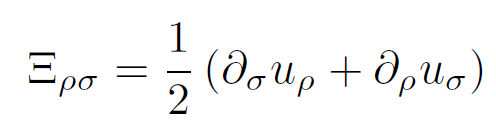 Ξ_{ρσ} = \frac{1}{2} (∂_σ u_ρ + ∂_ρ u_σ)